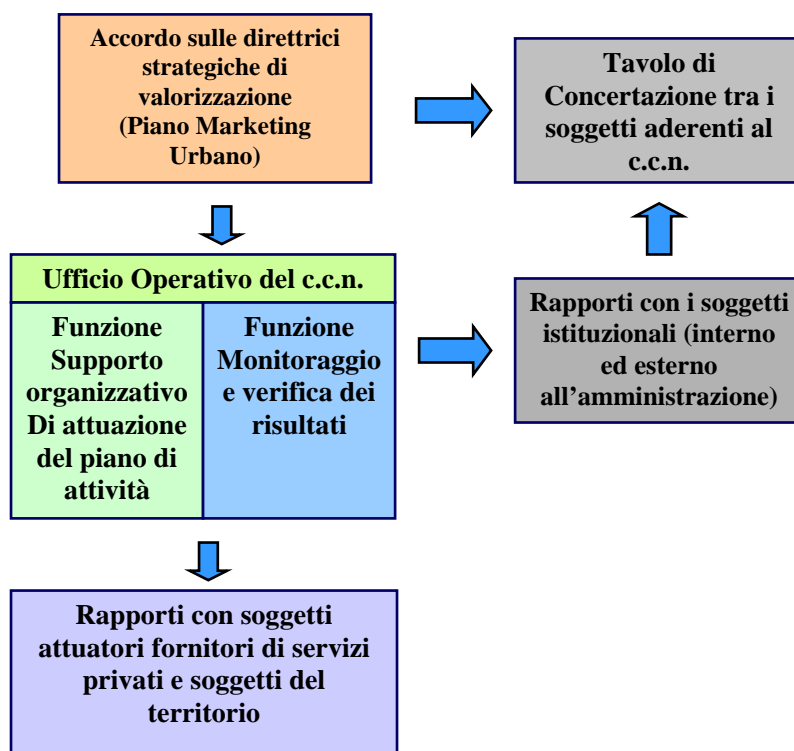 Accordo sulle direttrici
strategiche di
valorizzazione
(Piano Marketing
Urbano)
Tavolo di
Concertazione tra i
soggetti aderenti al
c.c.n.
Ufficio Operativo del c.c.n.
Funzione
Supporto
organizzativo
Di attuazione
del piano di
attività
Funzione
Monitoraggio
e verifica dei
risultati
Rapporti con i soggetti
istituzionali (interno
ed esterno
all’amministrazione)
Rapporti con soggetti
attuatori fornitori di servizi
privati e soggetti del
territorio